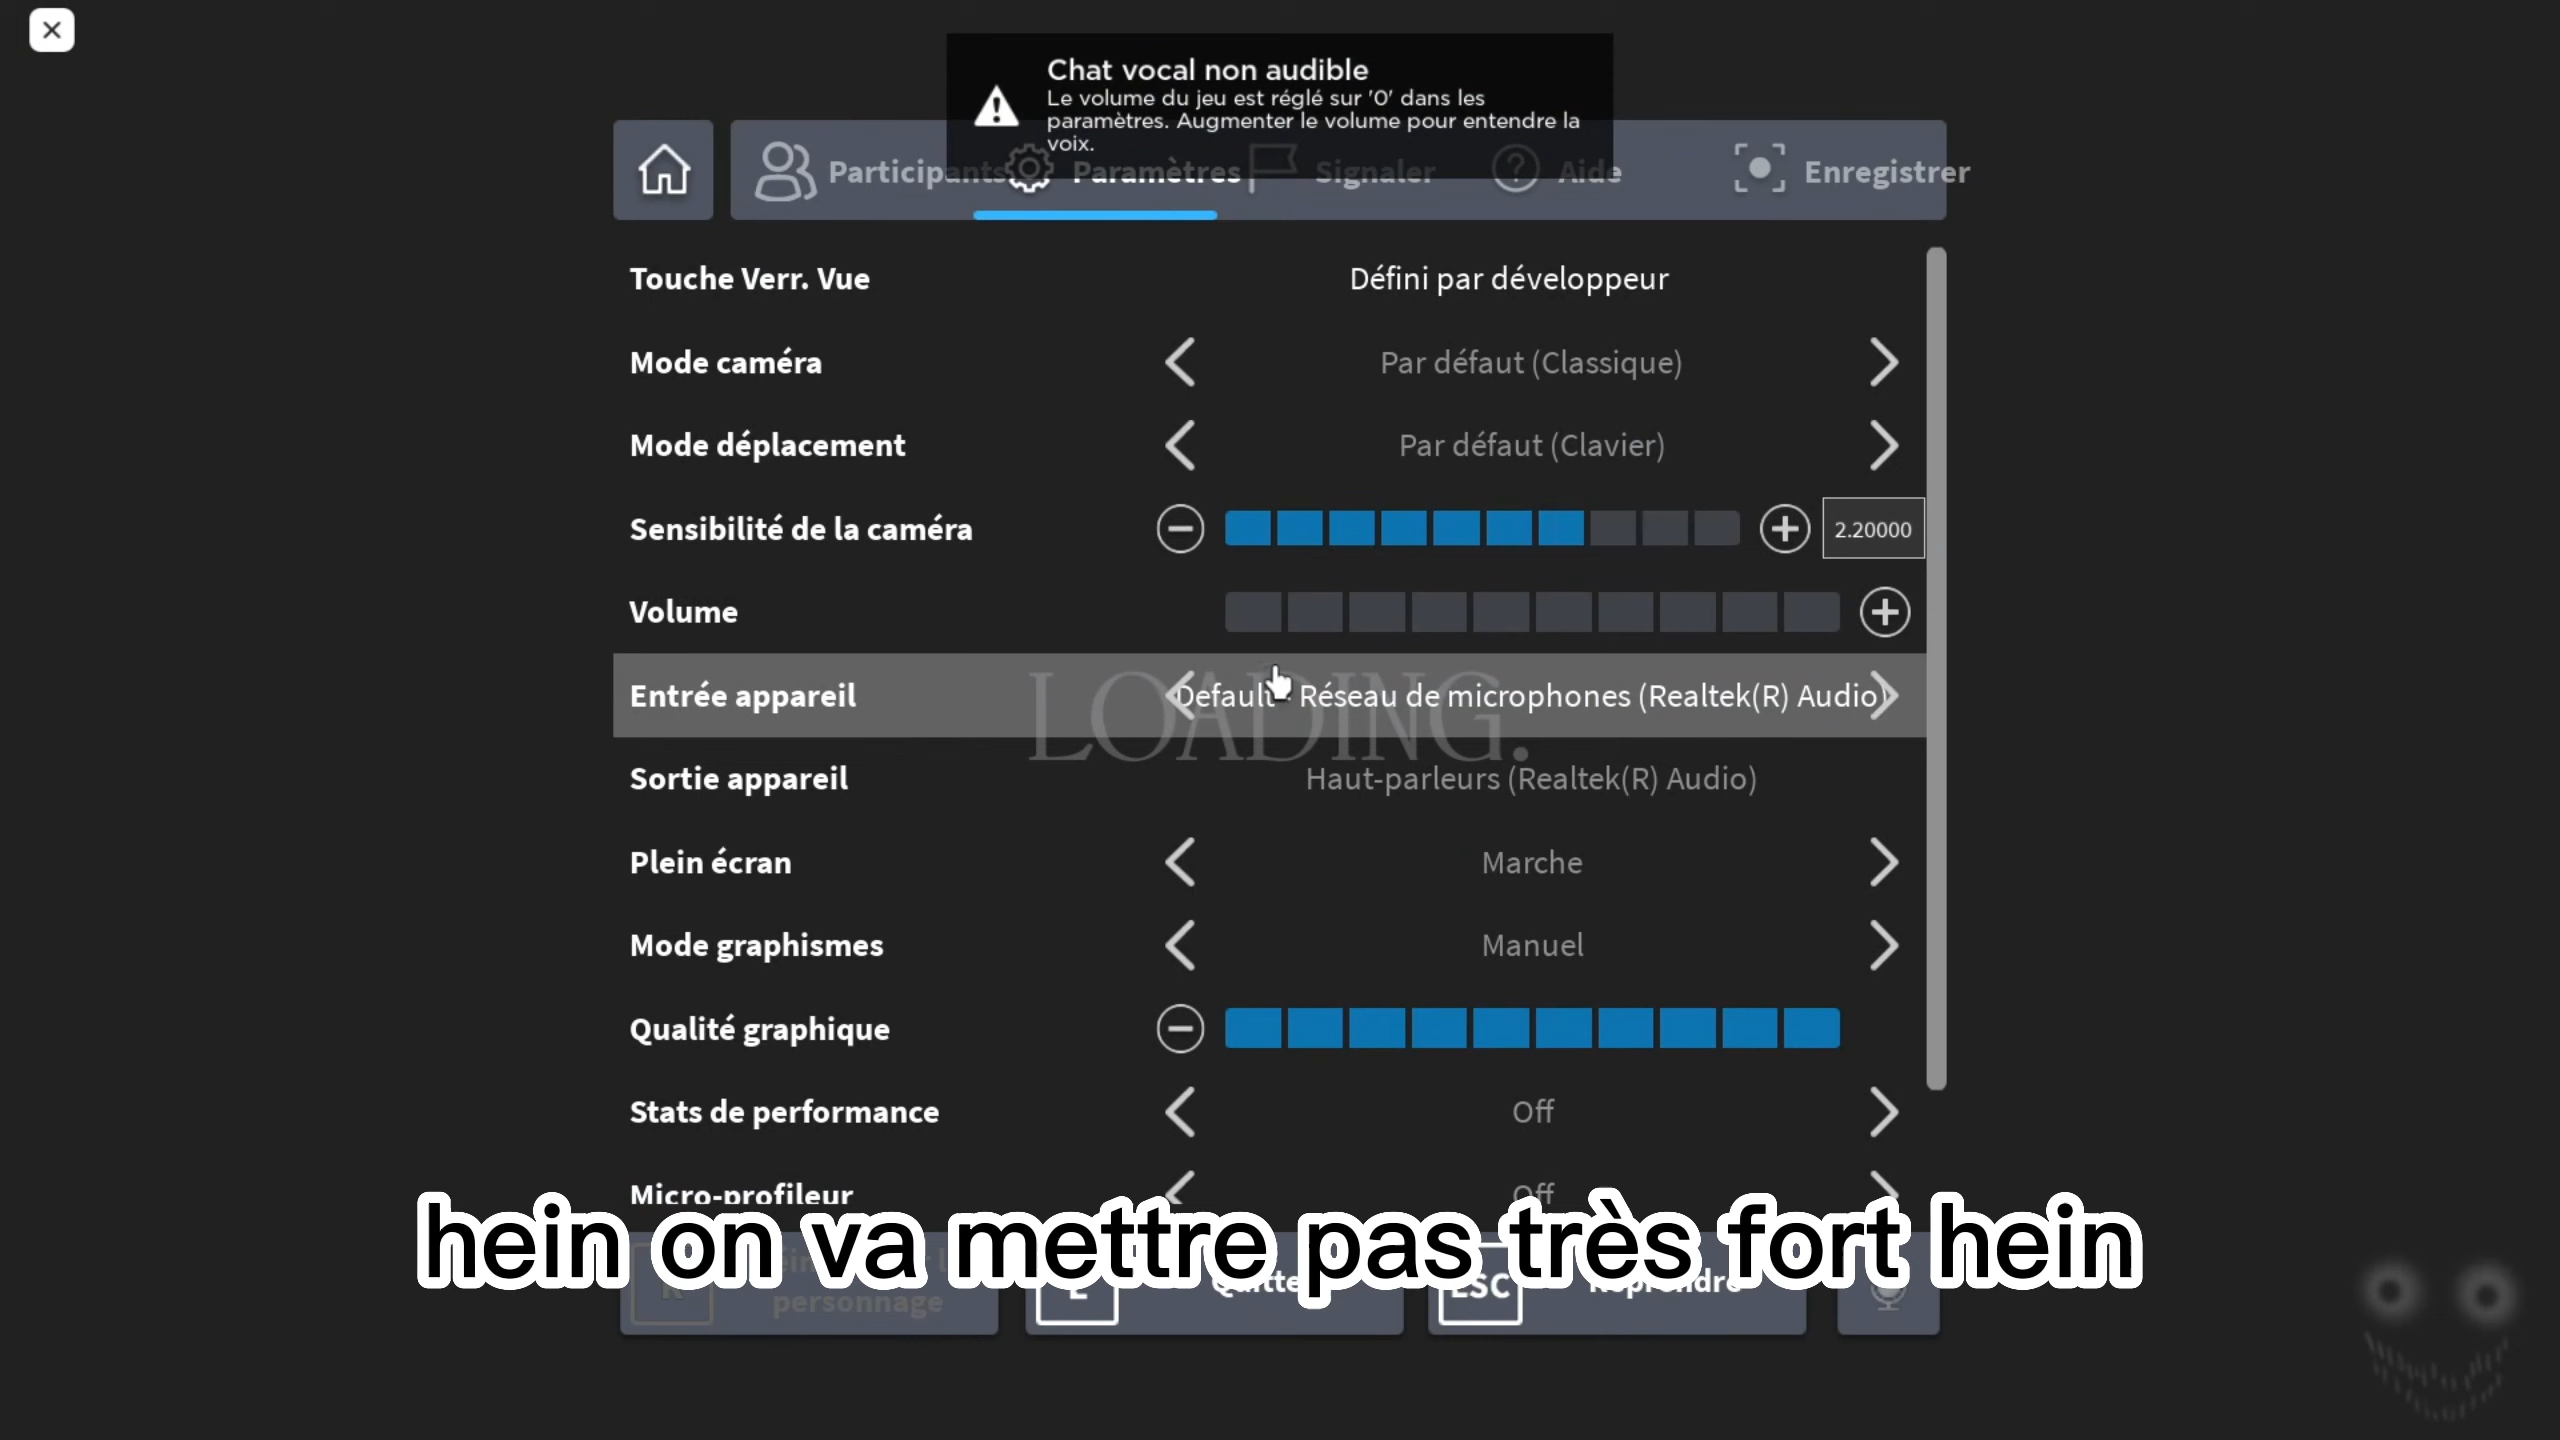 Chat vocal non audible
Le volume du jeu est réglé sur '0' dans les
paramètres. Augmenter le volume pour entendre la
voix.
Participants Paramètres Signaler Aide Enregistrer
Touche Verr. Vue Défini par développeur
Mode caméra Par défaut (Classique)
Mode déplacement Par défaut (Clavier)
Sensibilité de la caméra 2.20000
Volume
Entrée appareil Default - Réseau de microphones (Realtek(R) Audio)
LOADING.
Sortie appareil Haut-parleurs (Realtek(R) Audio)
Plein écran Marche
Mode graphismes Manuel
Qualité graphique
Stats de performance Off
Micro-profileur Off
hein on va mettre pas très fort hein
R personnage E Quitter ESC Reprendre